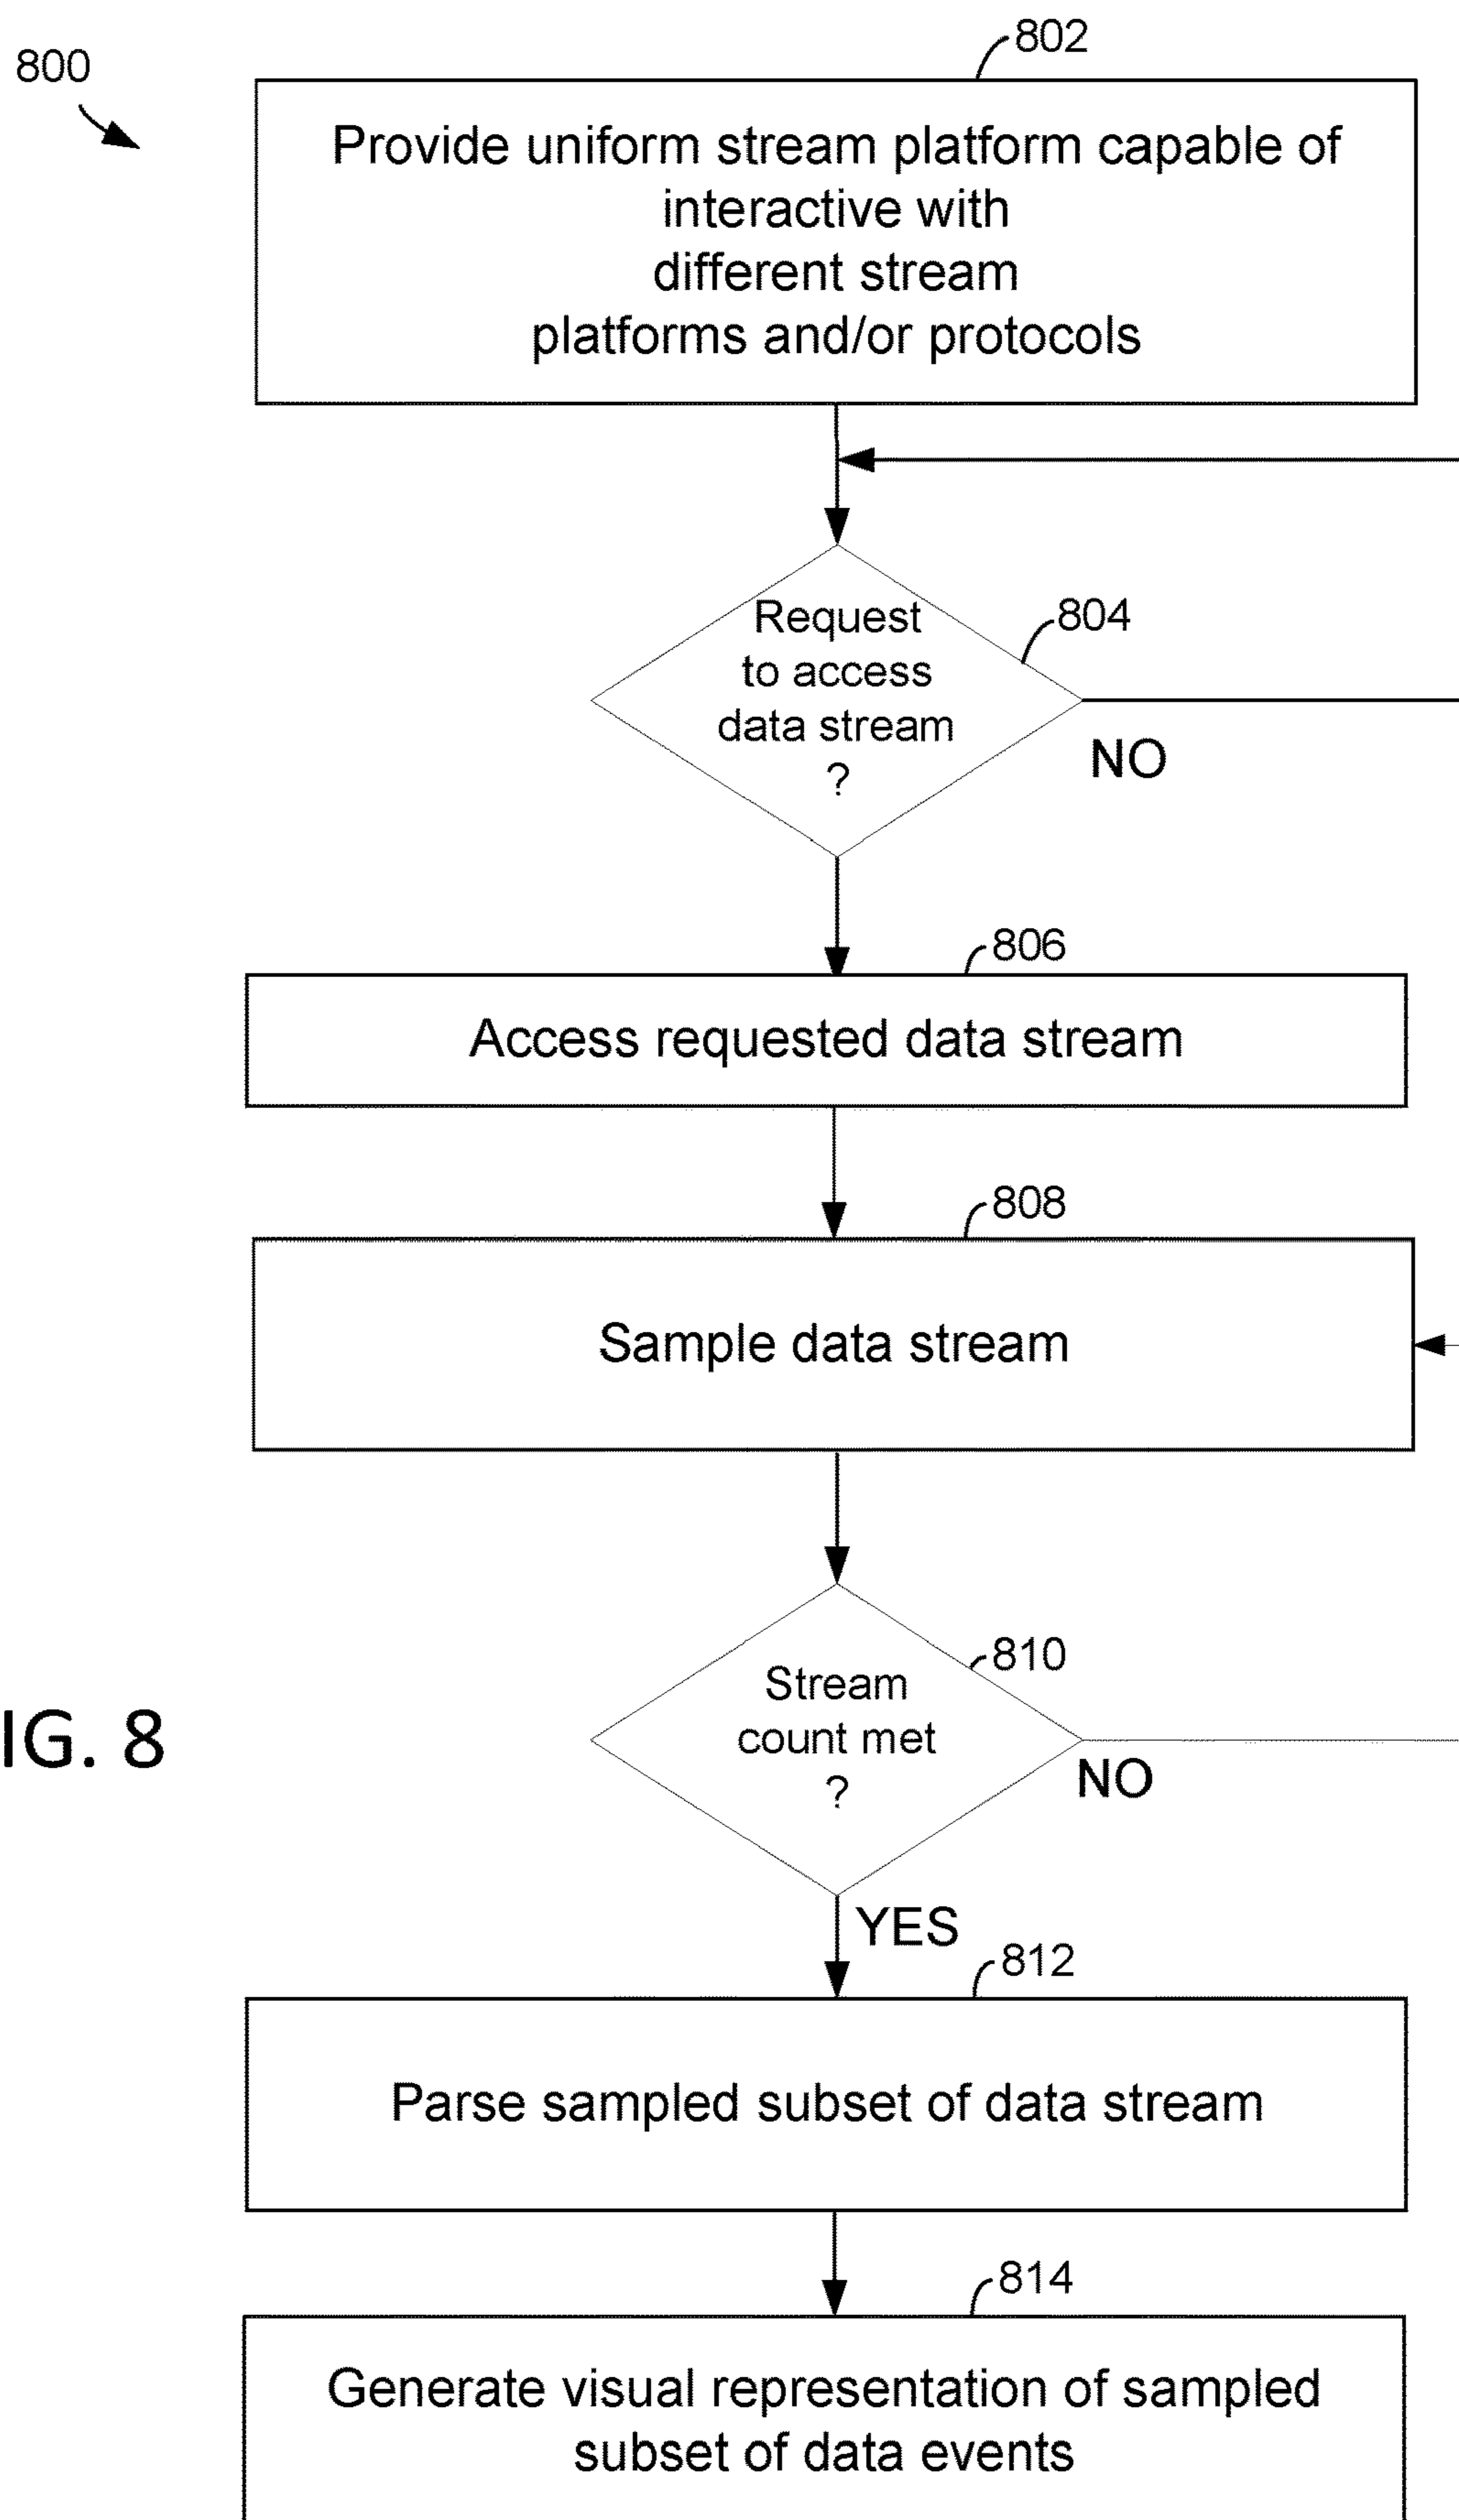 802
800
Provide uniform stream platform capable of
interactive with
different stream
platforms and/or protocols
Request
to access
data stream
?
804
NO
806
Access requested data stream
808
Sample data stream
810
Stream
count met
?
IG. 8
NO
YES
812
Parse sampled subset of data stream
814
Generate visual representation of sampled
subset of data events